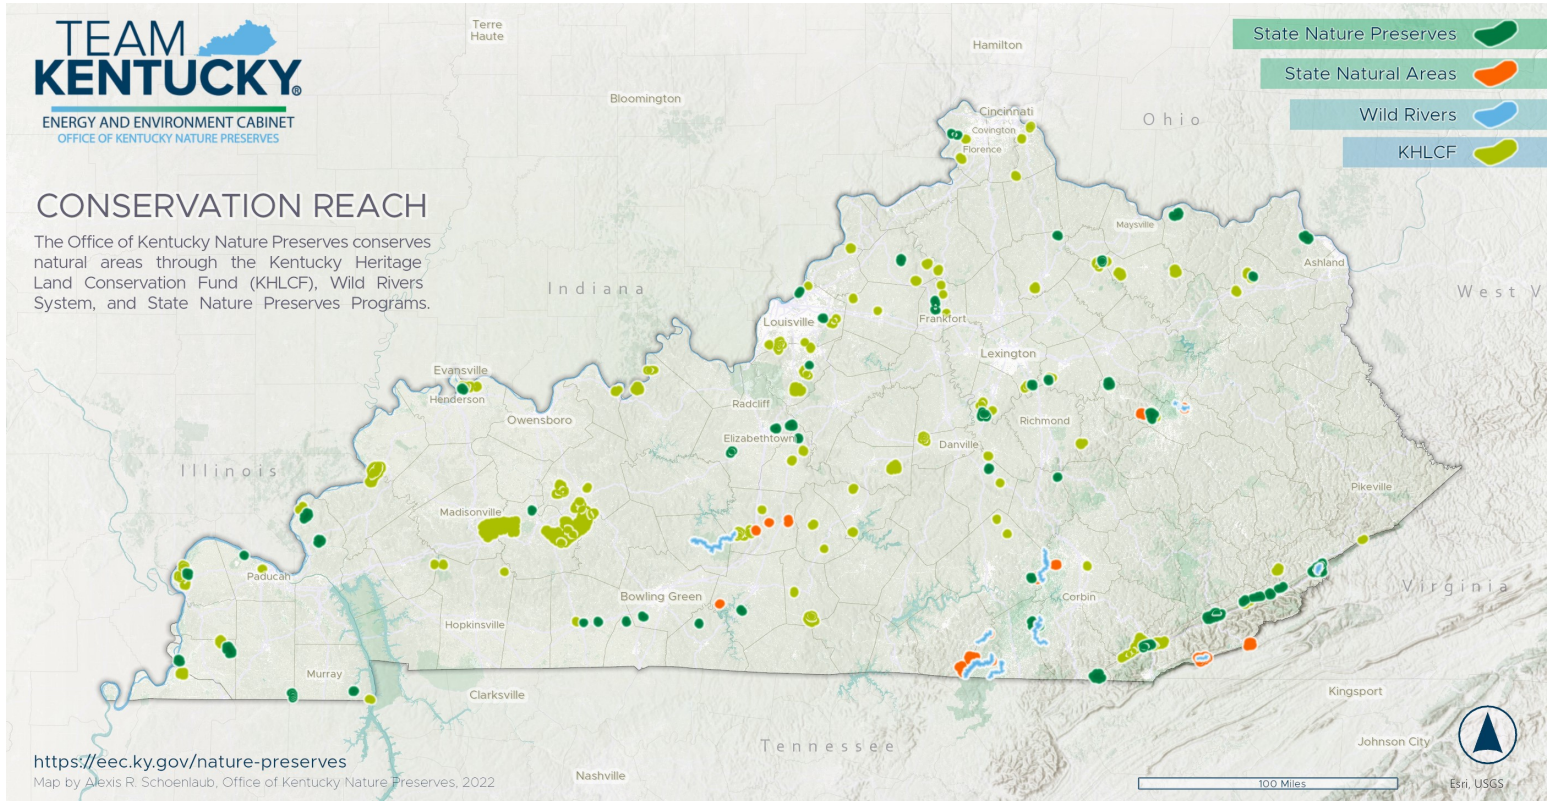 TEAM
KENTUCKY®
ENERGY AND ENVIRONMENT CABINET
OFFICE OF KENTUCKY NATURE PRESERVES
CONSERVATION REACH
The Office of Kentucky Nature Preserves conserves
natural areas through the Kentucky Heritage
Land Conservation Fund (KHLCF), Wild Rivers
System, and State Nature Preserves Programs.
State Nature Preserves
State Natural Areas
Wild Rivers
KHLCF
Terre
Haute
Hamilton
Bloomington
Cincinnati
Covington
Florence
Ohio
Maysville
Ashland
West V
Indiana
Louisville
Frankfort
Lexington
Evansville
Henderson
Owensboro
Radcliff
Elizabethtown
Richmond
Danville
Illinois
Madisonville
Pikeville
Paducah
Bowling Green
Corbin
Virginia
Hopkinsville
Murray
Clarksville
Kingsport
Tennessee
Johnson City
Nashville
https://eec.ky.gov/nature-preserves
Map by Alexis R. Schoenlaub, Office of Kentucky Nature Preserves, 2022
100 Miles
Esri, USGS